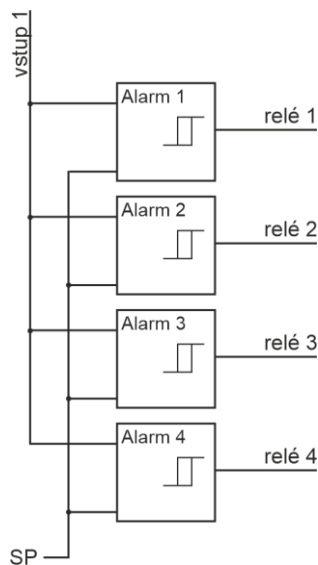 vstup 1
Alarm 1
relé 1
Alarm 2
relé 2
Alarm 3
relé 3
Alarm 4
relé 4
SP